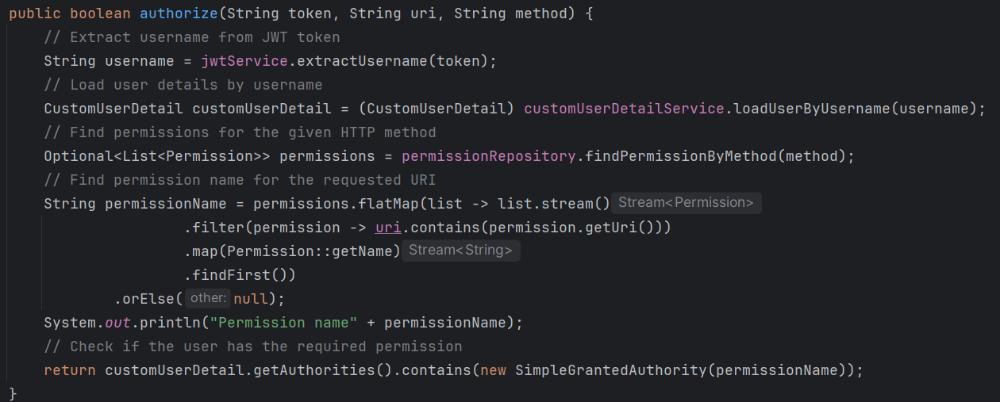 public boolean authorize(String token, String uri, String method) {
    // Extract username from JWT token
    String username = jwtService.extractUsername(token);
    // Load user details by username
    CustomUserDetail customUserDetail = (CustomUserDetail) customUserDetailService.loadUserByUsername(username);
    // Find permissions for the given HTTP method
    Optional<List<Permission>> permissions = permissionRepository.findPermissionByMethod(method);
    // Find permission name for the requested URI
    String permissionName = permissions.flatMap(list -> list.stream() Stream<Permission>
                    .filter(permission -> uri.contains(permission.getUri()))
                    .map(Permission::getName) Stream<String>
                    .findFirst())
            .orElse( other: null);
    System.out.println("Permission name" + permissionName);
    // Check if the user has the required permission
    return customUserDetail.getAuthorities().contains(new SimpleGrantedAuthority(permissionName));
}